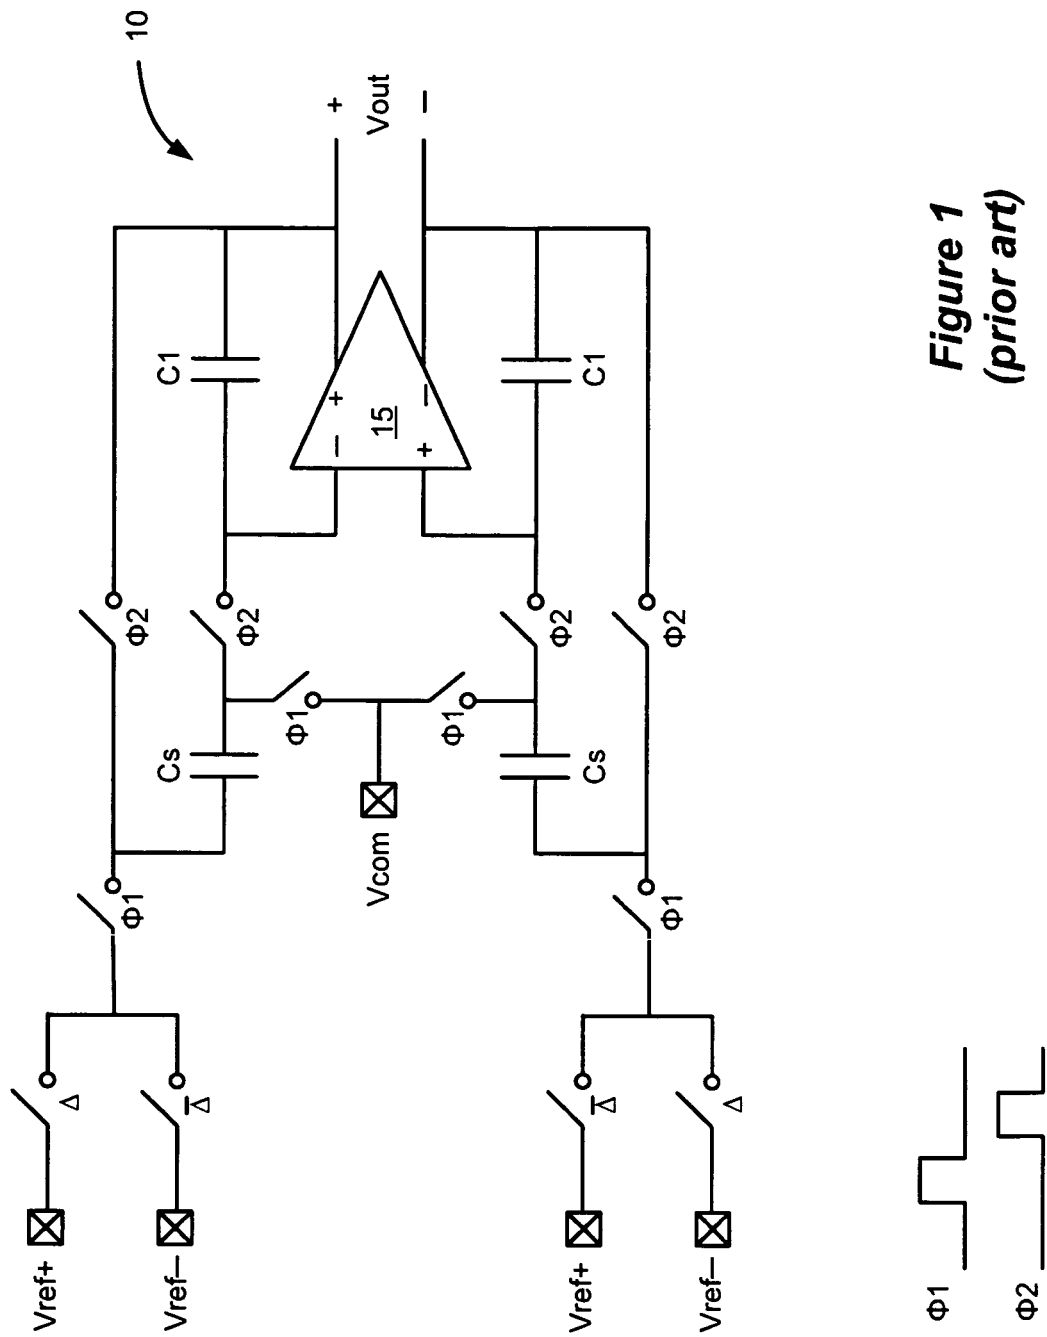 10
Vref+
Δ
Φ1
Φ2
C1
+
Vref–
Δ̅
Cs
Φ2
Φ1
– +
Vout
Vcom
15
Φ1
+ –
–
Vref+
Δ̅
Cs
Φ2
C1
Vref–
Δ
Φ1
Φ2
Φ1
Φ2
Figure 1
(prior art)